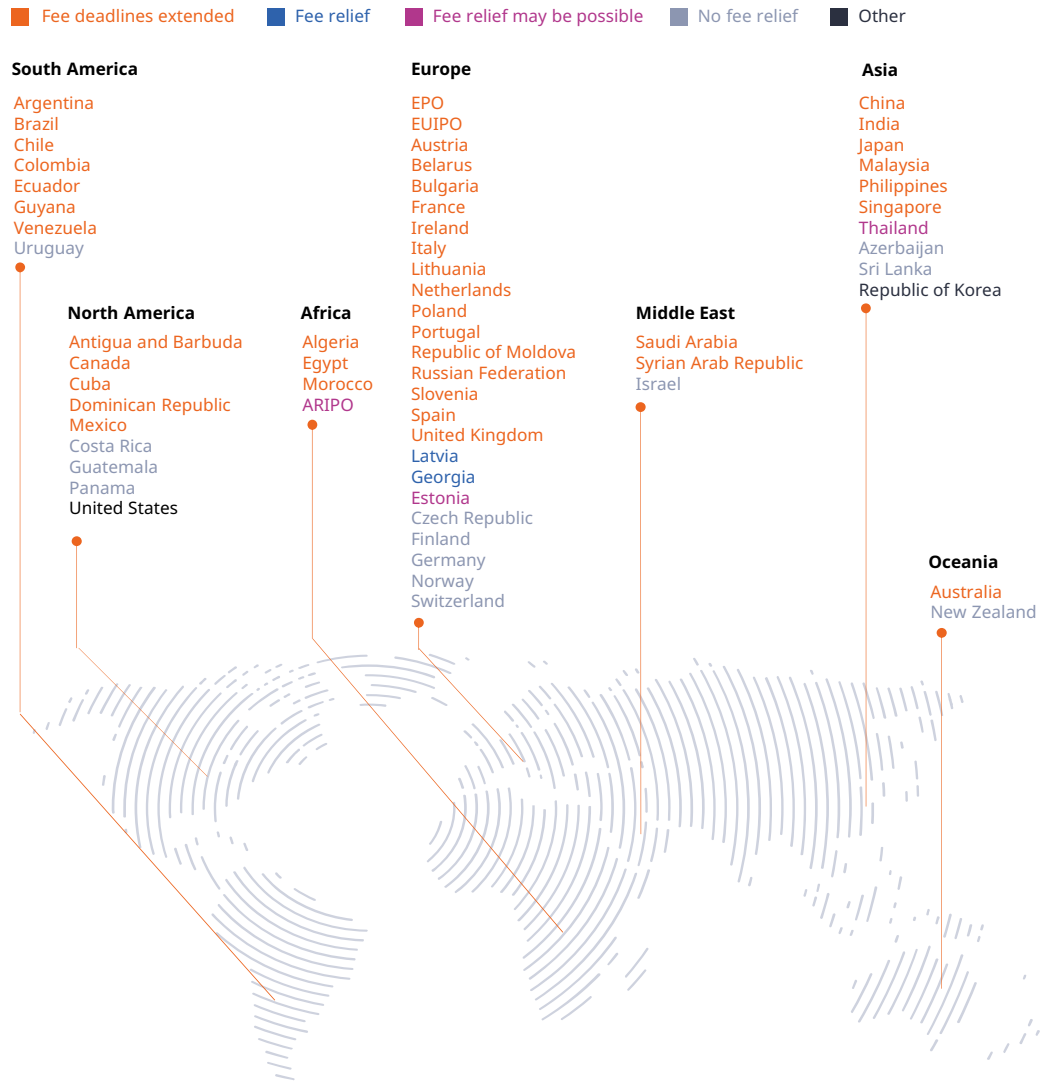 Fee deadlines extended
Fee relief
Fee relief may be possible
No fee relief
Other
South America
Argentina
Brazil
Chile
Colombia
Ecuador
Guyana
Venezuela
Uruguay
North America
Antigua and Barbuda
Canada
Cuba
Dominican Republic
Mexico
Costa Rica
Guatemala
Panama
United States
Africa
Algeria
Egypt
Morocco
ARIPO
Europe
EPO
EUIPO
Austria
Belarus
Bulgaria
France
Ireland
Italy
Lithuania
Netherlands
Poland
Portugal
Republic of Moldova
Russian Federation
Slovenia
Spain
United Kingdom
Latvia
Georgia
Estonia
Czech Republic
Finland
Germany
Norway
Switzerland
Middle East
Saudi Arabia
Syrian Arab Republic
Israel
Asia
China
India
Japan
Malaysia
Philippines
Singapore
Thailand
Azerbaijan
Sri Lanka
Republic of Korea
Oceania
Australia
New Zealand